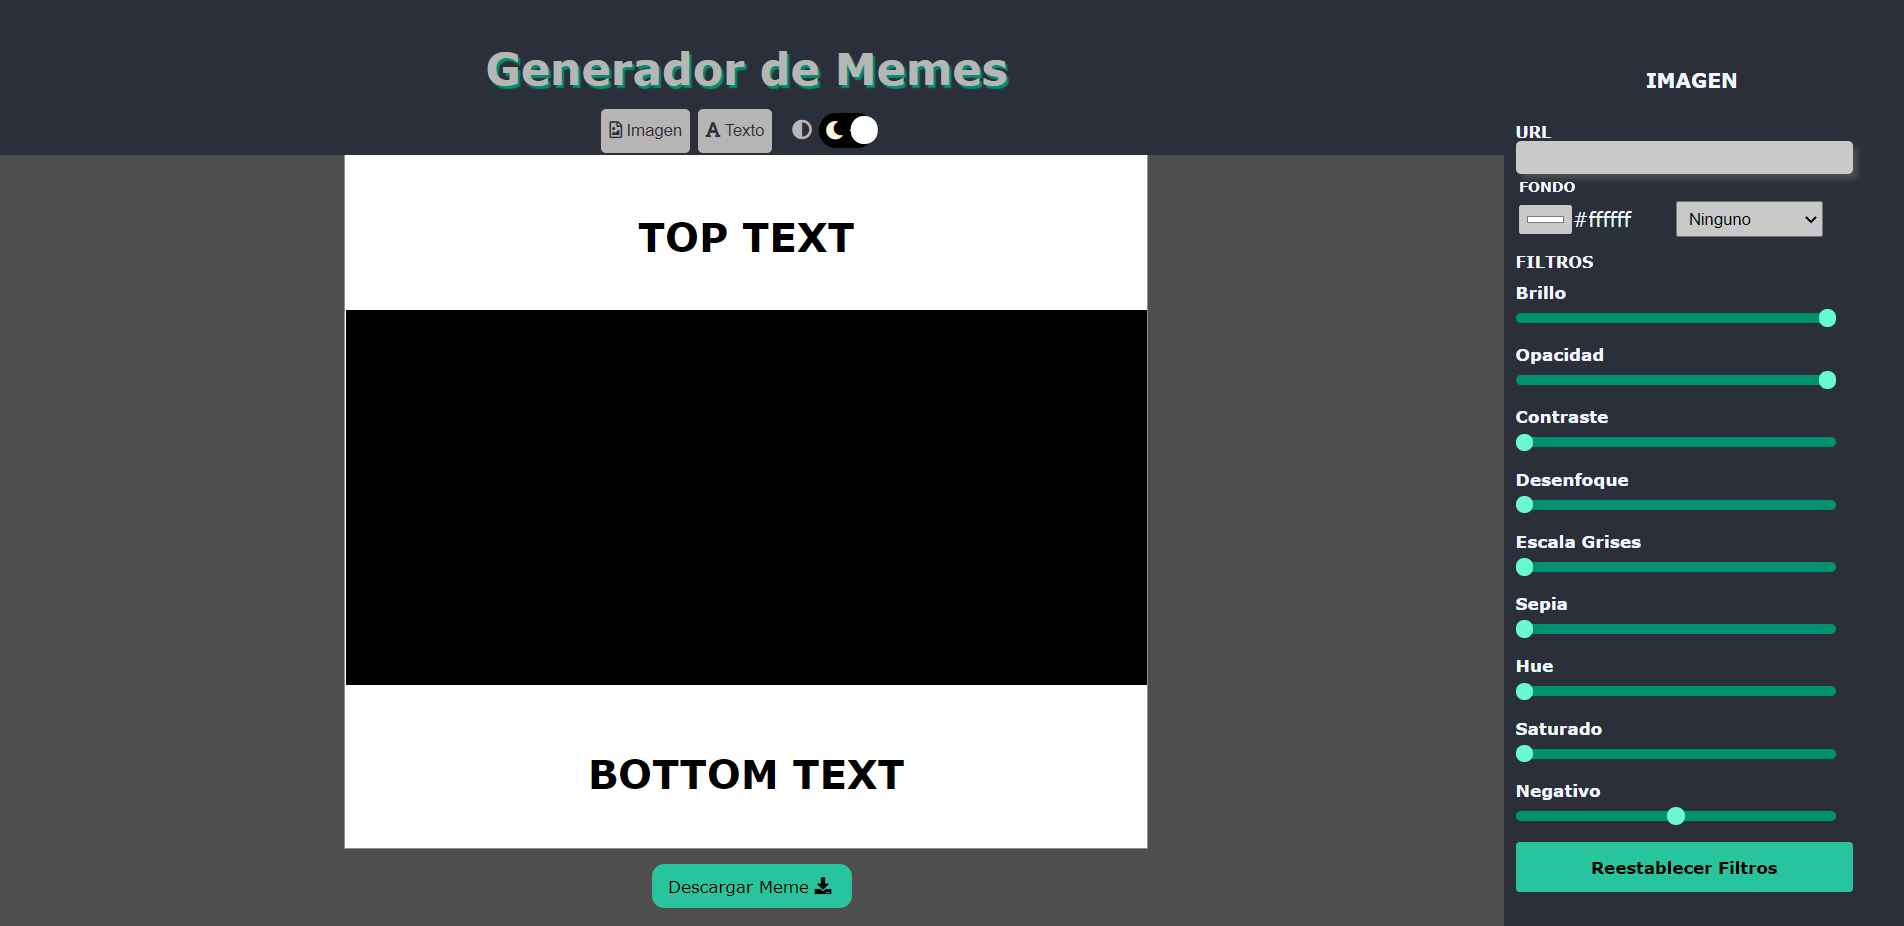 Generador de Memes
Imagen
Texto
TOP TEXT
BOTTOM TEXT
Descargar Meme
IMAGEN
URL
FONDO
#ffffff
Ninguno
FILTROS
Brillo
Opacidad
Contraste
Desenfoque
Escala Grises
Sepia
Hue
Saturado
Negativo
Reestablecer Filtros